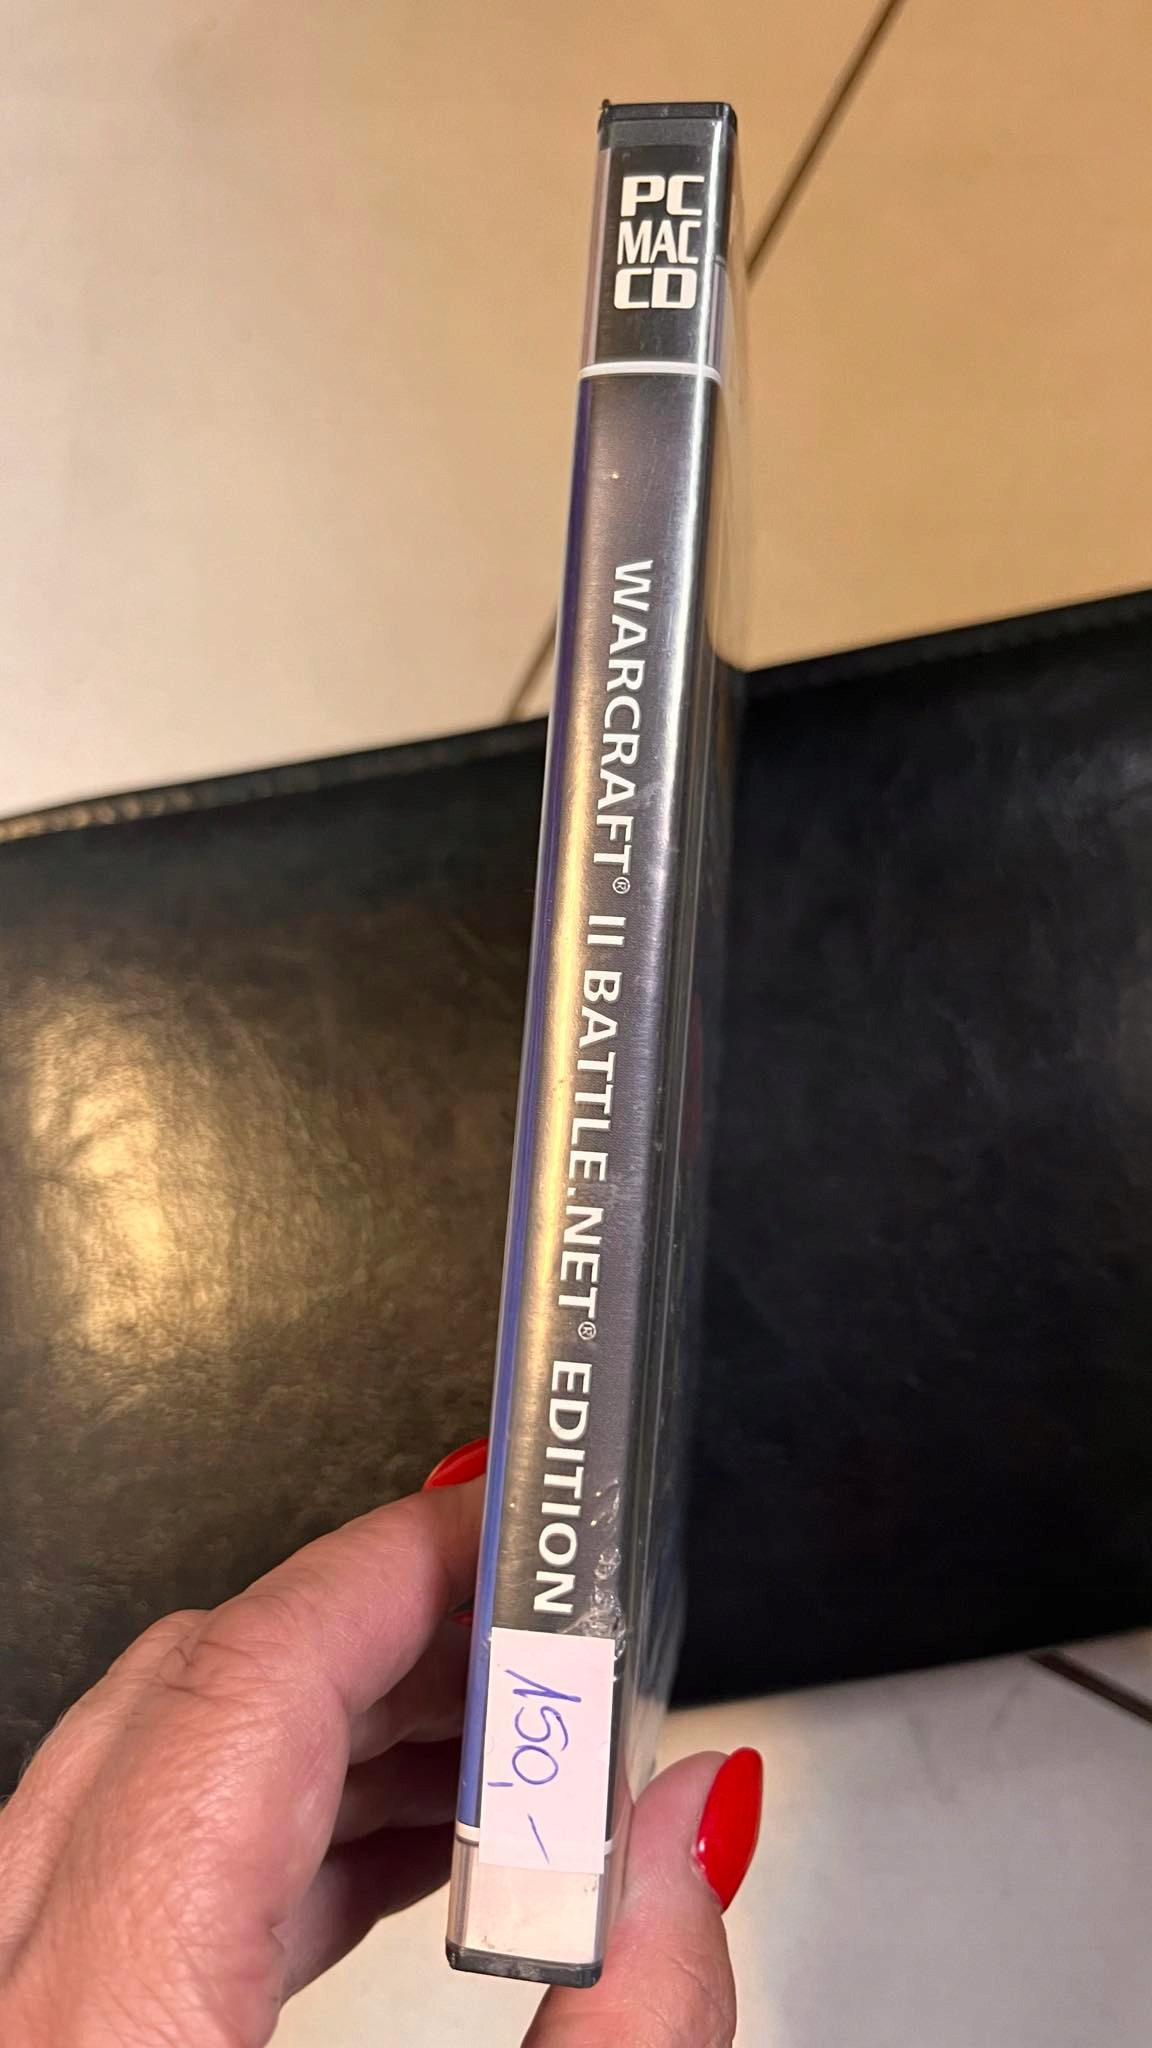 PC
MAC
CD
WARCRAFT® II BATTLE.NET® EDITION
150,-